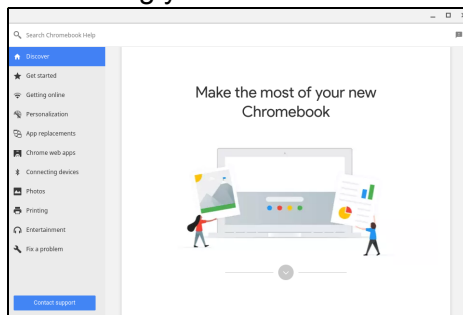 Search Chromebook Help
Discover
Get started
Getting online
Personalization
App replacements
Chrome web apps
Connecting devices
Photos
Printing
Entertainment
Fix a problem
Contact support
Make the most of your new
Chromebook